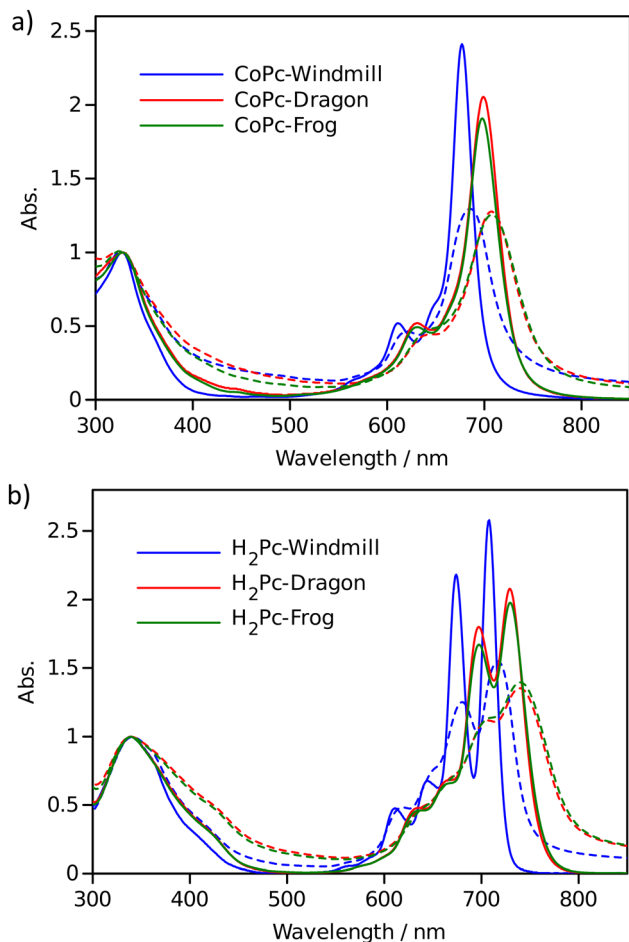 a)
2.5
2
1.5
1
0.5
0
Abs.
CoPc-Windmill
CoPc-Dragon
CoPc-Frog
300 400 500 600 700 800
Wavelength / nm
b)
2.5
2
1.5
1
0.5
0
Abs.
H₂Pc-Windmill
H₂Pc-Dragon
H₂Pc-Frog
300 400 500 600 700 800
Wavelength / nm